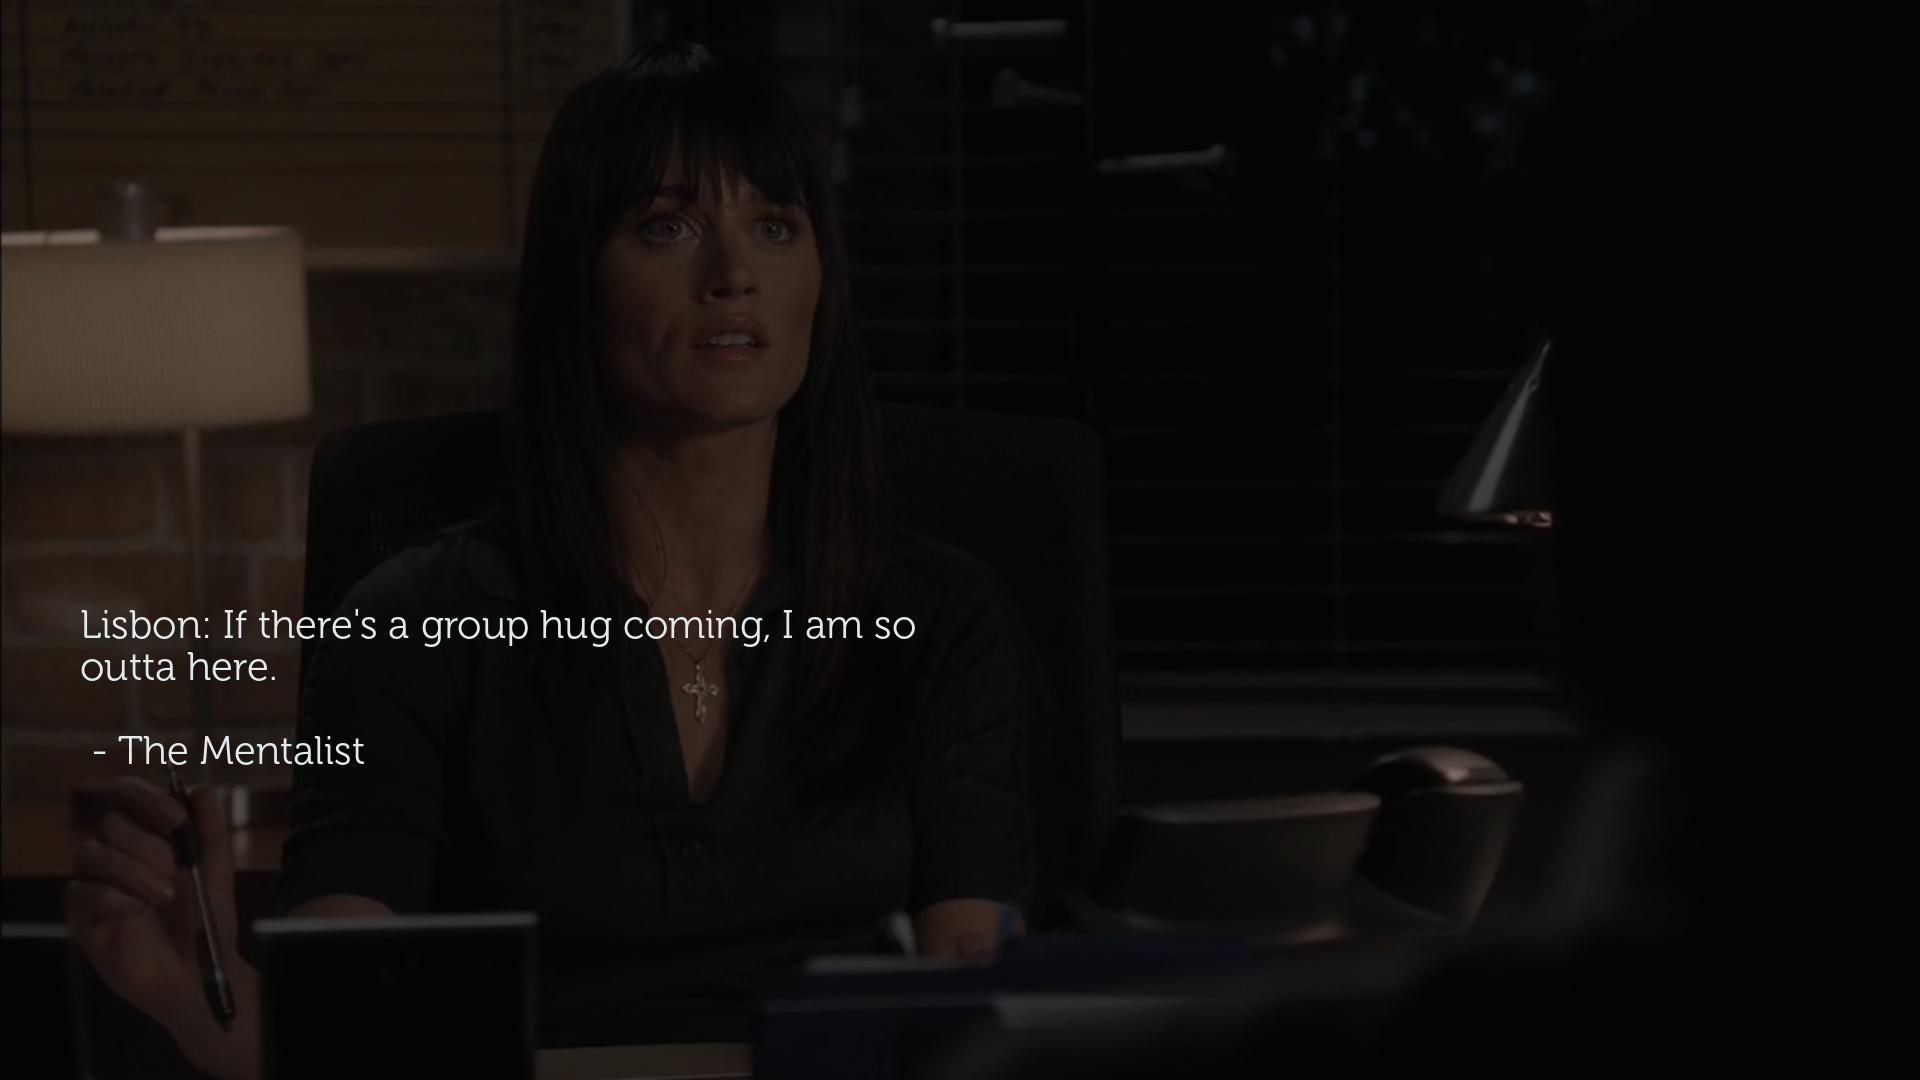 Lisbon: If there's a group hug coming, I am so
outta here.
- The Mentalist